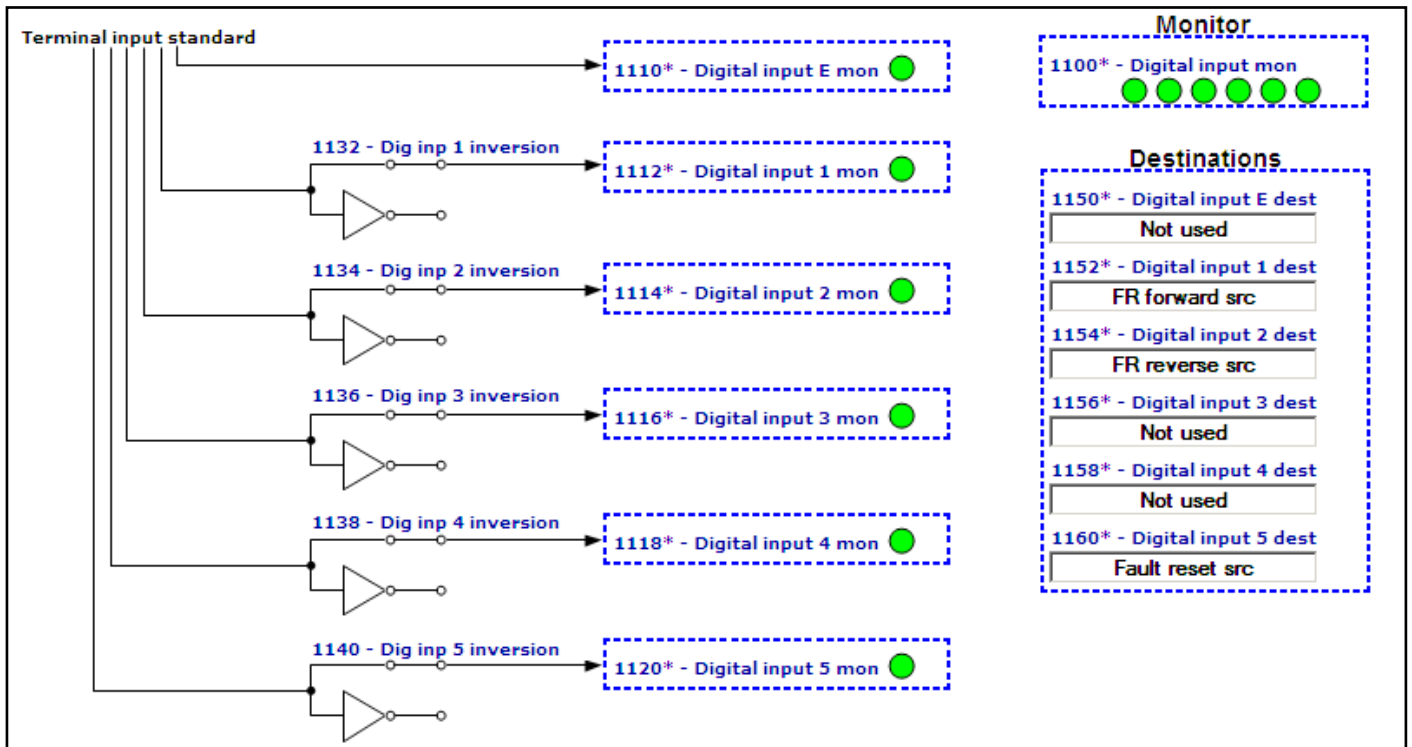 Terminal input standard
1110* - Digital input E mon
1132 - Dig inp 1 inversion
1112* - Digital input 1 mon
1134 - Dig inp 2 inversion
1114* - Digital input 2 mon
1136 - Dig inp 3 inversion
1116* - Digital input 3 mon
1138 - Dig inp 4 inversion
1118* - Digital input 4 mon
1140 - Dig inp 5 inversion
1120* - Digital input 5 mon
Monitor
1100* - Digital input mon
Destinations
1150* - Digital input E dest
Not used
1152* - Digital input 1 dest
FR forward src
1154* - Digital input 2 dest
FR reverse src
1156* - Digital input 3 dest
Not used
1158* - Digital input 4 dest
Not used
1160* - Digital input 5 dest
Fault reset src